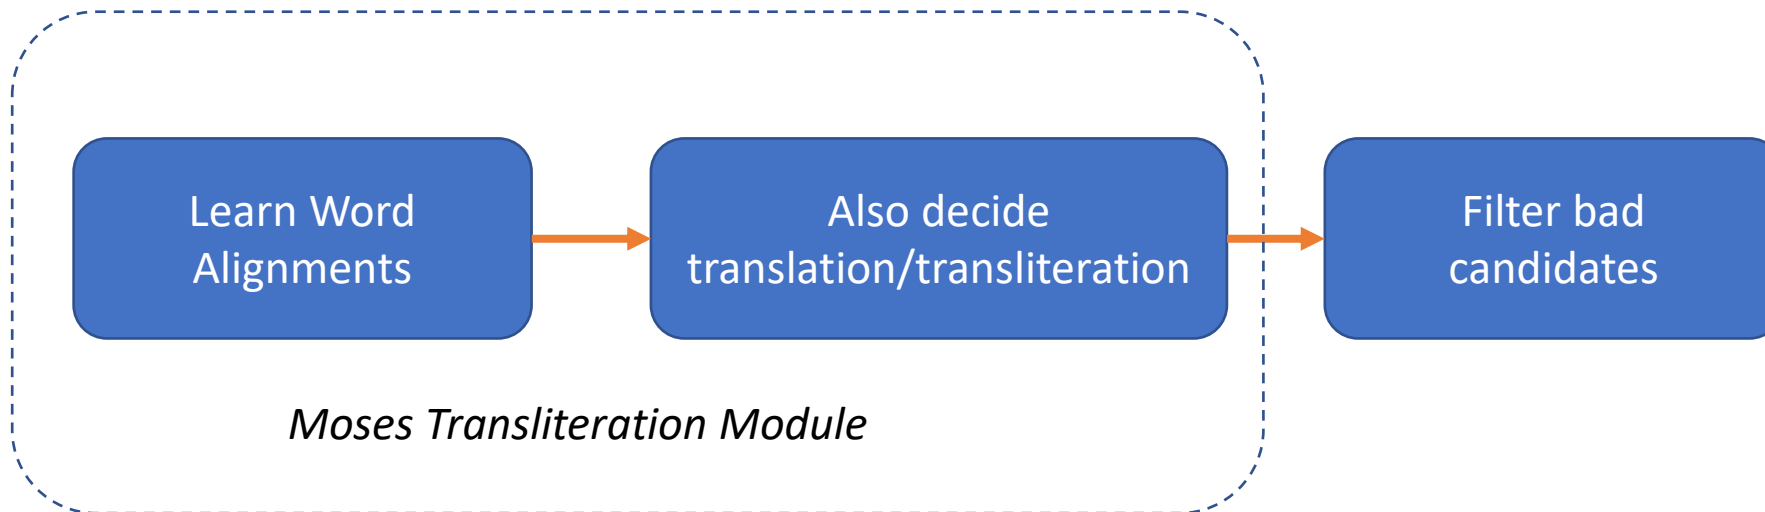 Learn Word
Alignments
Also decide
translation/transliteration
Filter bad
candidates
Moses Transliteration Module